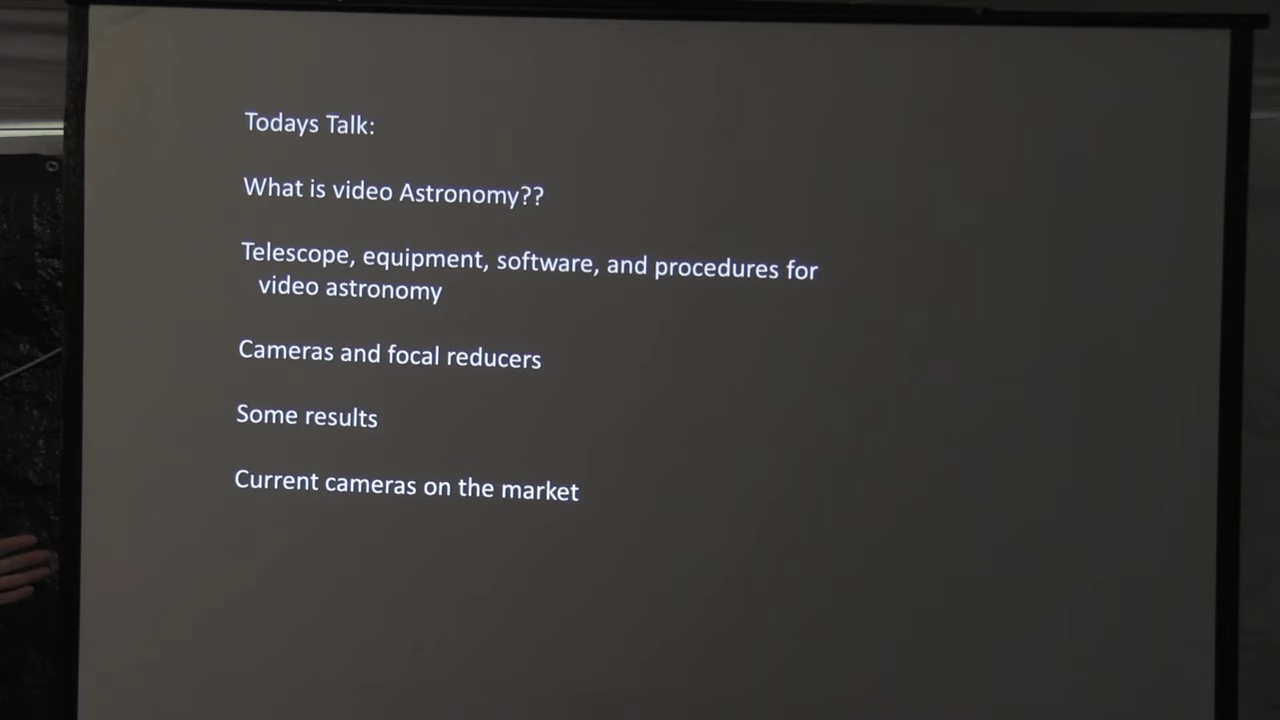 Todays Talk:
What is video Astronomy??
Telescope, equipment, software, and procedures for
video astronomy
Cameras and focal reducers
Some results
Current cameras on the market